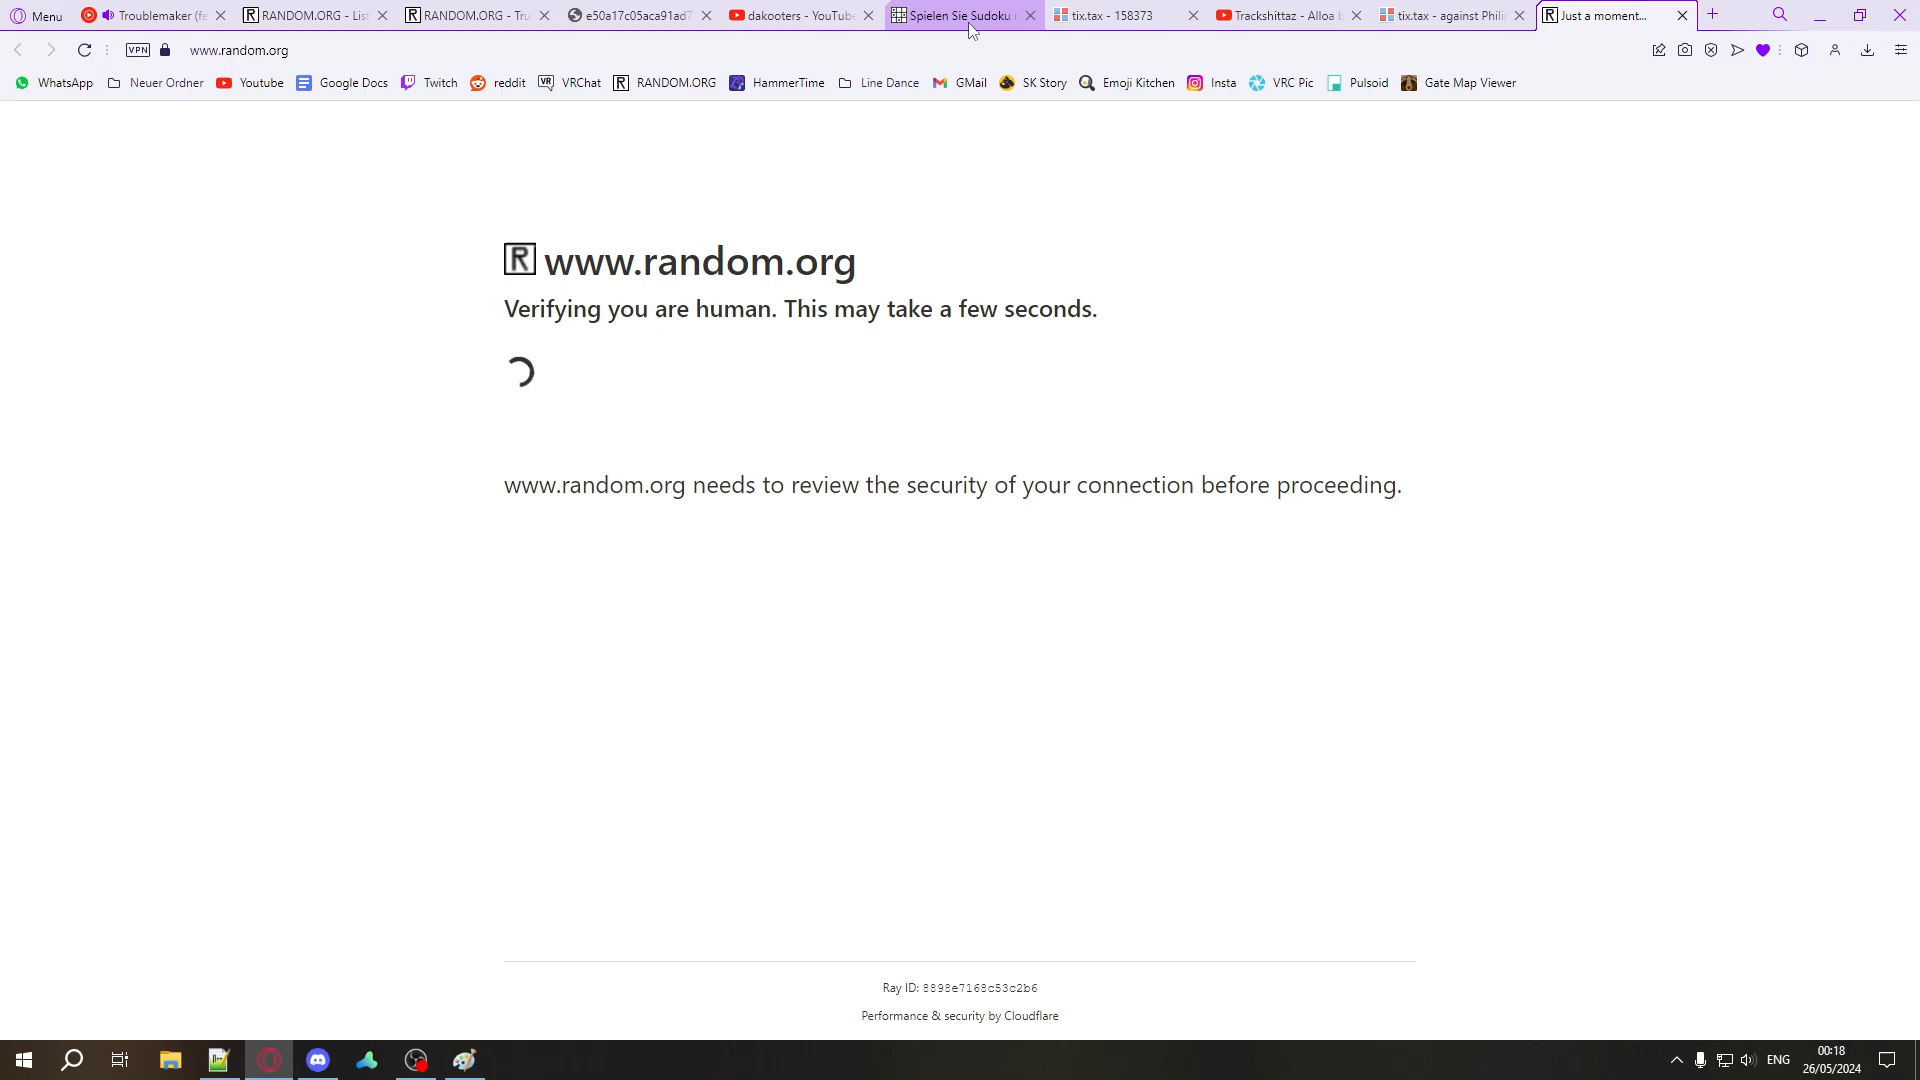 Menu Troublemaker (fe RANDOM.ORG - List RANDOM.ORG - Tru e50a17c05aca91ad7 dakooters - YouTube Spielen Sie Sudoku tix.tax - 158373 Trackshittaz - Alloa b tix.tax - against Phili R Just a moment...
VPN www.random.org
WhatsApp Neuer Ordner Youtube Google Docs Twitch reddit VR VRChat R RANDOM.ORG HammerTime Line Dance GMail SK Story Emoji Kitchen Insta VRC Pic Pulsoid Gate Map Viewer
R www.random.org
Verifying you are human. This may take a few seconds.
www.random.org needs to review the security of your connection before proceeding.
Ray ID: 8898e7168c53c2b6
Performance & security by Cloudflare
ENG 00:18
26/05/2024